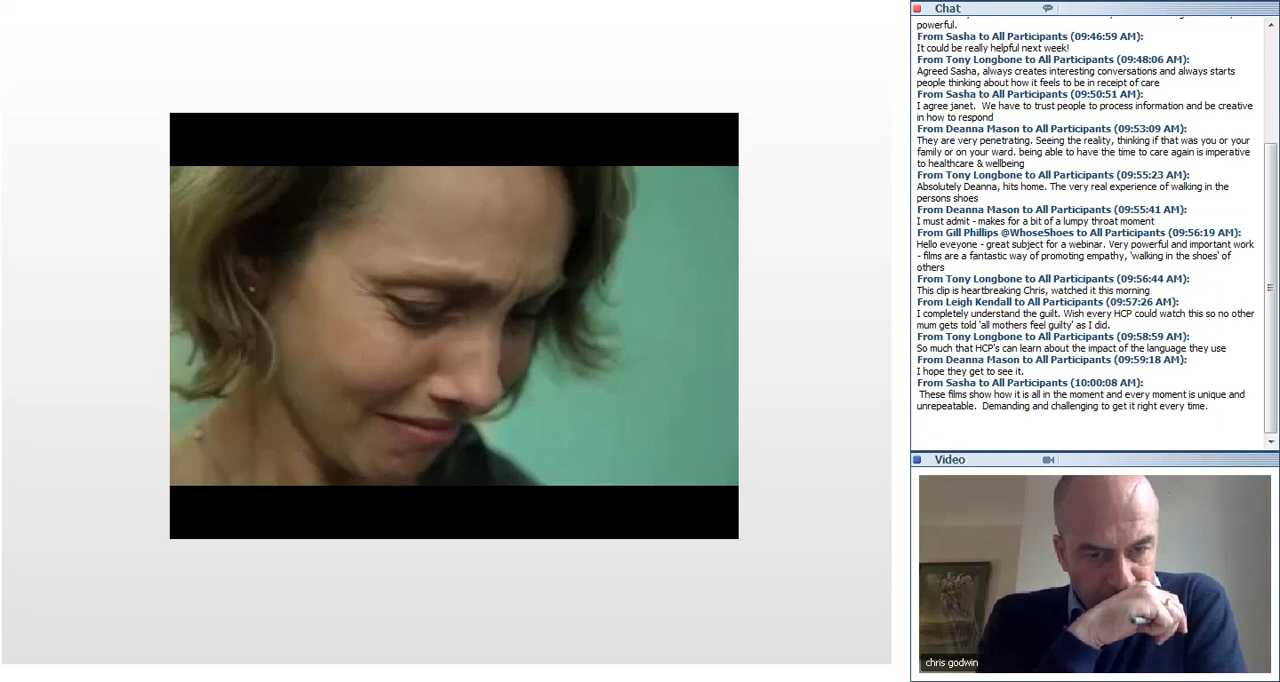 Chat
powerful.
From Sasha to All Participants (09:46:59 AM):
It could be really helpful next week!
From Tony Longbone to All Participants (09:48:06 AM):
Agreed Sasha, always creates interesting conversations and always starts
people thinking about how it feels to be in receipt of care
From Sasha to All Participants (09:50:51 AM):
I agree janet.  We have to trust people to process information and be creative
in how to respond
From Deanna Mason to All Participants (09:53:09 AM):
They are very penetrating. Seeing the reality, thinking if that was you or your
family or on your ward. being able to have the time to care again is imperative
to healthcare & wellbeing
From Tony Longbone to All Participants (09:55:23 AM):
Absolutely Deanna, hits home. The very real experience of walking in the
persons shoes
From Deanna Mason to All Participants (09:55:41 AM):
I must admit - makes for a bit of a lumpy throat moment
From Gill Phillips @WhoseShoes to All Participants (09:56:19 AM):
Hello eveyone - great subject for a webinar. Very powerful and important work
- films are a fantastic way of promoting empathy, 'walking in the shoes' of
others
From Tony Longbone to All Participants (09:56:44 AM):
This clip is heartbreaking Chris, watched it this morning
From Leigh Kendall to All Participants (09:57:26 AM):
I completely understand the guilt. Wish every HCP could watch this so no other
mum gets told 'all mothers feel guilty' as I did.
From Tony Longbone to All Participants (09:58:59 AM):
So much that HCP's can learn about the impact of the language they use
From Deanna Mason to All Participants (09:59:18 AM):
I hope they get to see it.
From Sasha to All Participants (10:00:08 AM):
These films show how it is all in the moment and every moment is unique and
unrepeatable.  Demanding and challenging to get it right every time.
Video
chris godwin